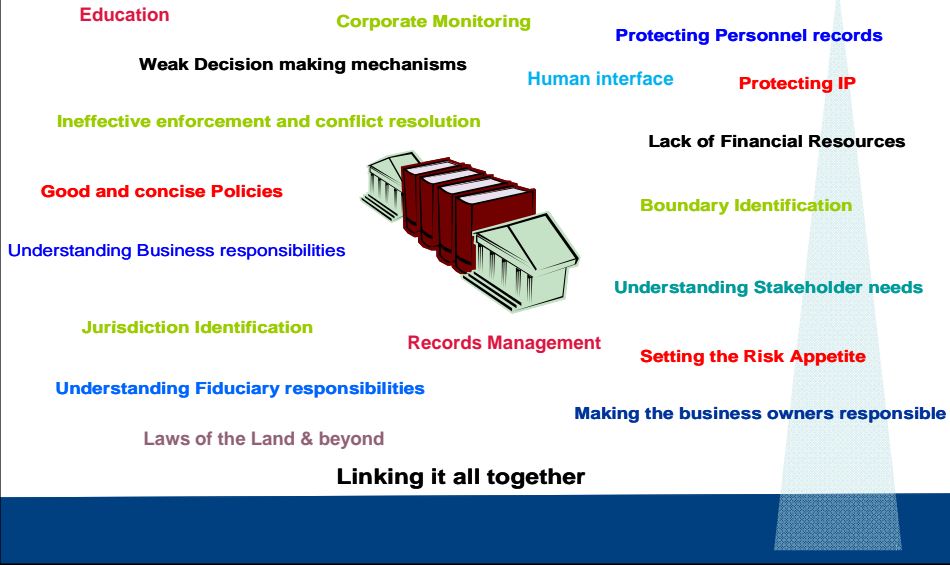 Education
Corporate Monitoring
Protecting Personnel records
Weak Decision making mechanisms
Human interface
Protecting IP
Ineffective enforcement and conflict resolution
Lack of Financial Resources
Good and concise Policies
Boundary Identification
Understanding Business responsibilities
Understanding Stakeholder needs
Jurisdiction Identification
Records Management
Setting the Risk Appetite
Understanding Fiduciary responsibilities
Making the business owners responsible
Laws of the Land & beyond
Linking it all together